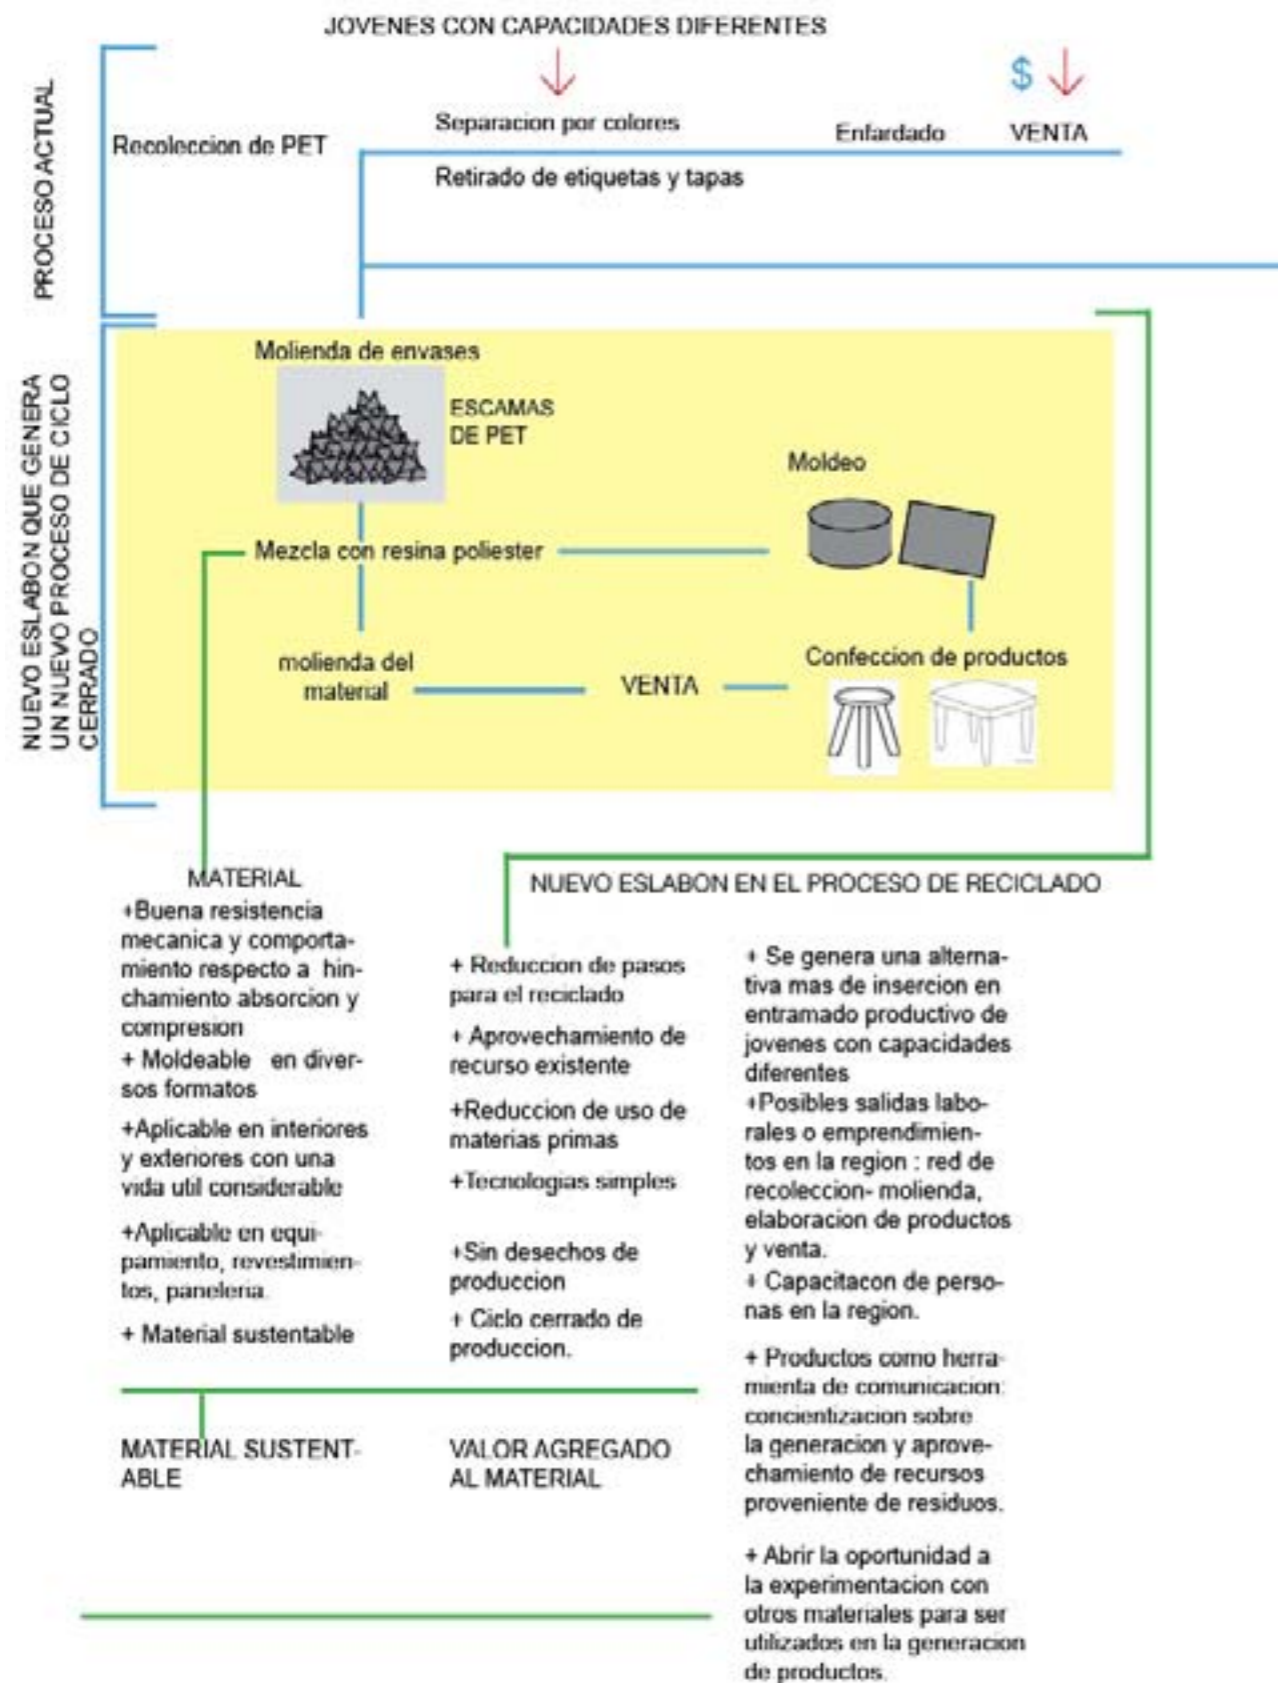 JOVENES CON CAPACIDADES DIFERENTES
PROCESO ACTUAL
Recoleccion de PET
Separacion por colores
Retirado de etiquetas y tapas
Enfardado
$
VENTA
NUEVO ESLABON QUE GENERA
UN NUEVO PROCESO DE CICLO
CERRADO
Molienda de envases
ESCAMAS
DE PET
Mezcla con resina poliester
Moldeo
molienda del
material
VENTA
Confeccion de productos
MATERIAL
+Buena resistencia
mecanica y comporta-
miento respecto a hin-
chamiento absorcion y
compresion
+ Moldeable en diver-
sos formatos
+Aplicable en interiores
y exteriores con una
vida util considerable
+Aplicable en equi-
pamiento, revestimien-
tos, paneleria.
+ Material sustentable
MATERIAL SUSTENT-
ABLE
NUEVO ESLABON EN EL PROCESO DE RECICLADO
+ Reduccion de pasos
para el reciclado
+ Aprovechamiento de
recurso existente
+Reduccion de uso de
materias primas
+Tecnologias simples
+Sin desechos de
produccion
+ Ciclo cerrado de
produccion.
VALOR AGREGADO
AL MATERIAL
+ Se genera una alterna-
tiva mas de insercion en
entramado productivo de
jovenes con capacidades
diferentes
+Posibles salidas labo-
rales o emprendimien-
tos en la region : red de
recoleccion- molienda,
elaboracion de productos
y venta.
+ Capacitacon de perso-
nas en la region.
+ Productos como herra-
mienta de comunicacion:
concientizacion sobre
la generacion y aprove-
chamiento de recursos
proveniente de residuos.
+ Abrir la oportunidad a
la experimentacion con
otros materiales para ser
utilizados en la generacion
de productos.